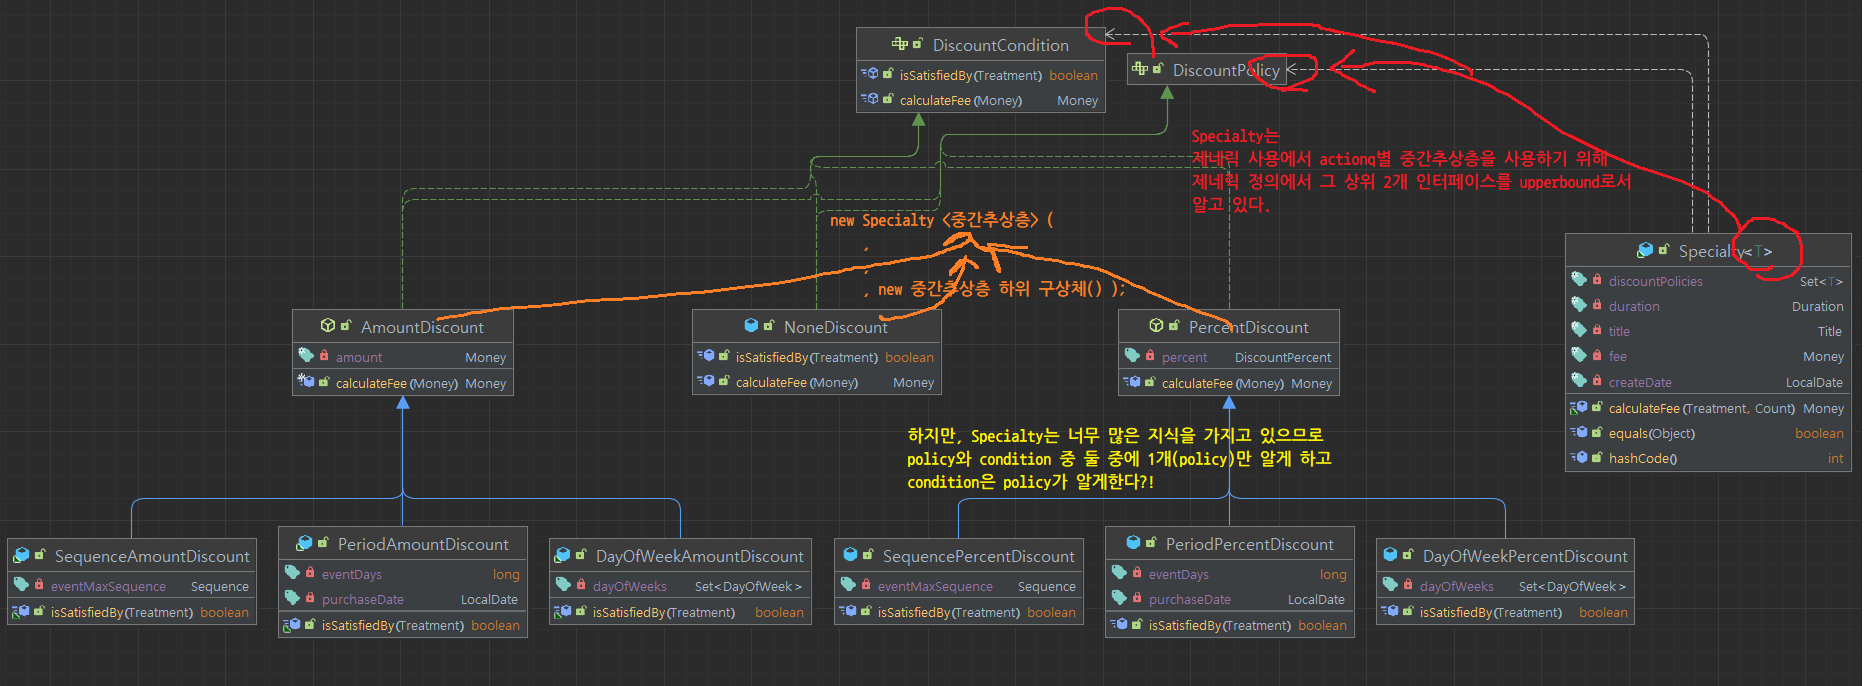 DiscountCondition
isSatisfiedBy(Treatment) boolean
calculateFee(Money) Money
DiscountPolicy
Specialty는
제네릭 사용에서 actionq별 중간추상층을 사용하기 위해
제네릭 정의에서 그 상위 2개 인터페이스를 upperbound로서
알고 있다.
new Specialty <중간추상층> (
,
,
, new 중간추상층 하위 구상체() );
Specialty<T>
discountPolicies Set<T>
duration Duration
title Title
fee Money
createDate LocalDate
calculateFee(Treatment, Count) Money
equals(Object) boolean
hashCode() int
AmountDiscount
amount Money
calculateFee(Money) Money
NoneDiscount
isSatisfiedBy(Treatment) boolean
calculateFee(Money) Money
PercentDiscount
percent DiscountPercent
calculateFee(Money) Money
하지만, Specialty는 너무 많은 지식을 가지고 있으므로
policy와 condition 중 둘 중에 1개(policy)만 알게 하고
condition은 policy가 알게한다?!
SequenceAmountDiscount
eventMaxSequence Sequence
isSatisfiedBy(Treatment) boolean
PeriodAmountDiscount
eventDays long
purchaseDate LocalDate
isSatisfiedBy(Treatment) boolean
DayOfWeekAmountDiscount
dayOfWeeks Set<DayOfWeek>
isSatisfiedBy(Treatment) boolean
SequencePercentDiscount
eventMaxSequence Sequence
isSatisfiedBy(Treatment) boolean
PeriodPercentDiscount
eventDays long
purchaseDate LocalDate
isSatisfiedBy(Treatment) boolean
DayOfWeekPercentDiscount
dayOfWeeks Set<DayOfWeek>
isSatisfiedBy(Treatment) boolean